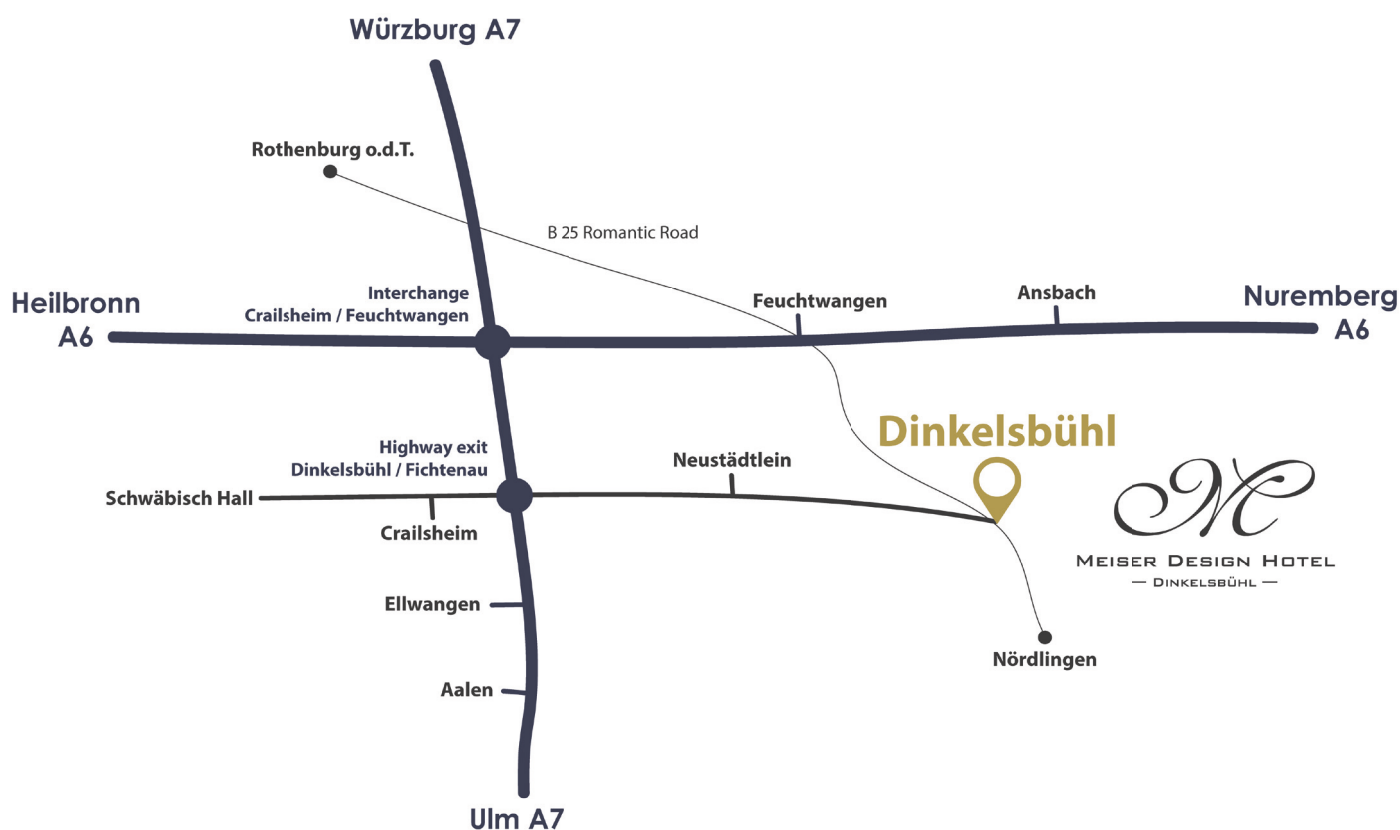 Würzburg A7
Rothenburg o.d.T.
B 25 Romantic Road
Heilbronn
A6
Interchange
Crailsheim / Feuchtwangen
Feuchtwangen
Ansbach
Nuremberg
A6
Highway exit
Dinkelsbühl / Fichtenau
Neustädtlein
Dinkelsbühl
Schwäbisch Hall
Crailsheim
MEISER DESIGN HOTEL
— DINKELSBÜHL —
Ellwangen
Nördlingen
Aalen
Ulm A7